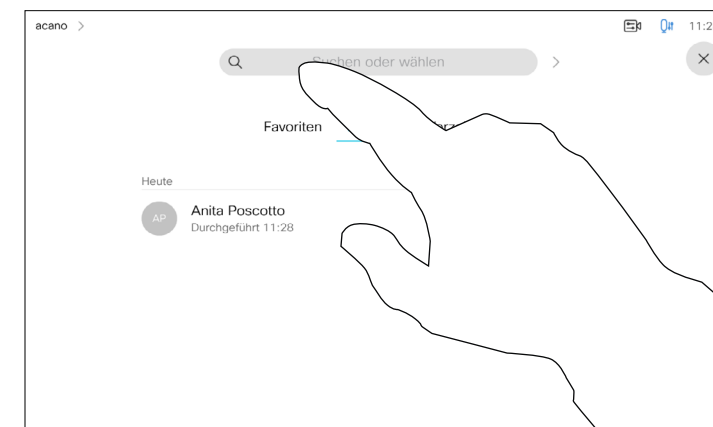 acano >
11:2
Suchen oder wählen
Favoriten
Heute
AP
Anita Poscotto
Durchgeführt 11:28